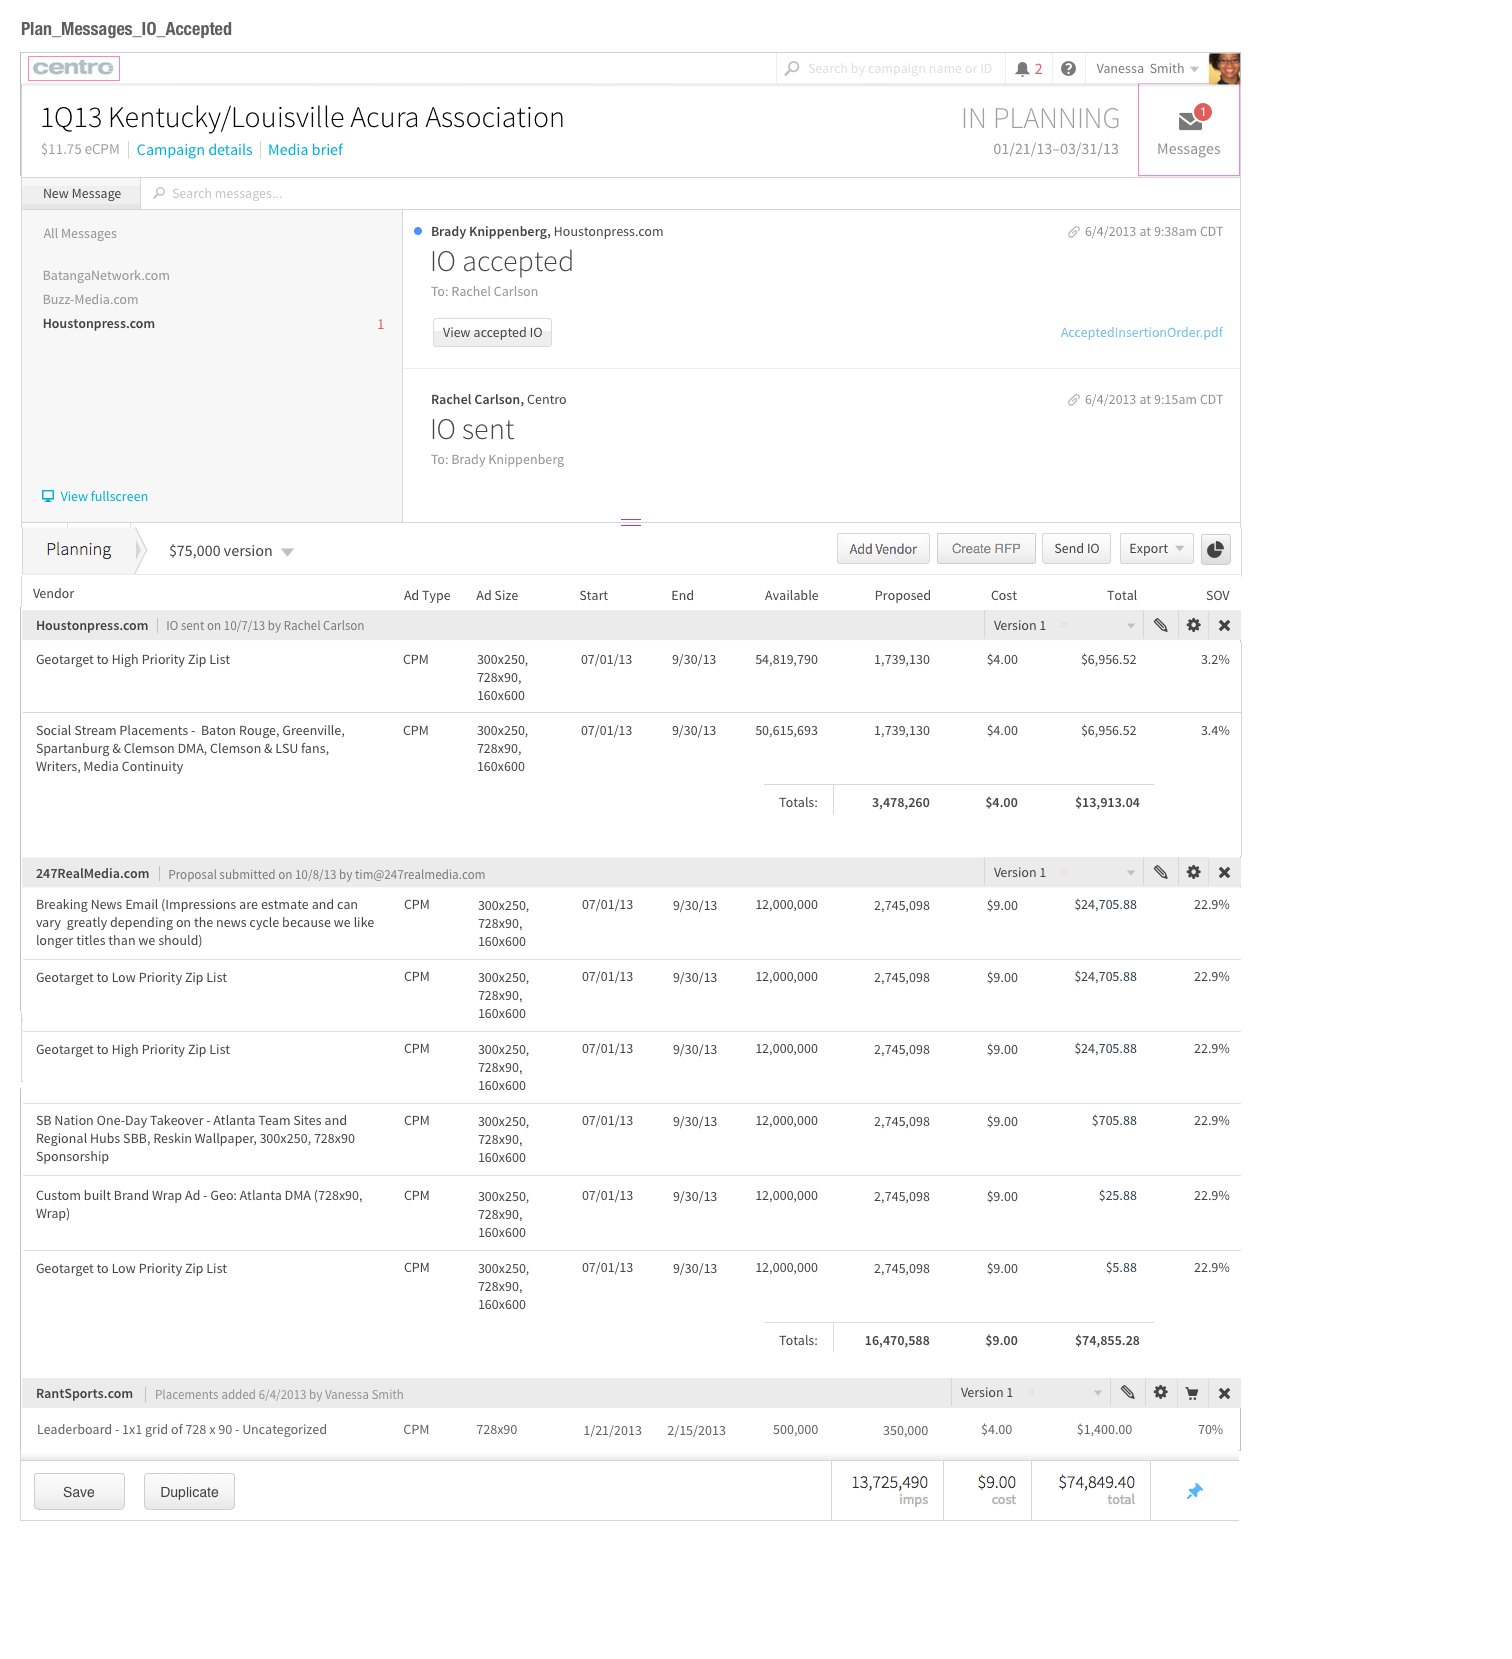 Plan_Messages_IO_Accepted
centro
Search by campaign name or ID
2
Vanessa Smith
1Q13 Kentucky/Louisville Acura Association
IN PLANNING
1
$11.75 eCPM
Campaign details
Media brief
01/21/13–03/31/13
Messages
New Message
Search messages...
All Messages
BatangaNetwork.com
Buzz-Media.com
Houstonpress.com 1
View fullscreen
Brady Knippenberg, Houstonpress.com
6/4/2013 at 9:38am CDT
IO accepted
To: Rachel Carlson
View accepted IO
AcceptedInsertionOrder.pdf
Rachel Carlson, Centro
6/4/2013 at 9:15am CDT
IO sent
To: Brady Knippenberg
Planning
$75,000 version
Add Vendor
Create RFP
Send IO
Export
Vendor Ad Type Ad Size Start End Available Proposed Cost Total SOV
Houstonpress.com IO sent on 10/7/13 by Rachel Carlson Version 1
Geotarget to High Priority Zip List CPM 300x250, 07/01/13 9/30/13 54,819,790 1,739,130 $4.00 $6,956.52 3.2%
728x90,
160x600
Social Stream Placements - Baton Rouge, Greenville, CPM 300x250, 07/01/13 9/30/13 50,615,693 1,739,130 $4.00 $6,956.52 3.4%
Spartanburg & Clemson DMA, Clemson & LSU fans, 728x90,
Writers, Media Continuity 160x600
Totals: 3,478,260 $4.00 $13,913.04
247RealMedia.com Proposal submitted on 10/8/13 by tim@247realmedia.com Version 1
Breaking News Email (Impressions are estmate and can CPM 300x250, 07/01/13 9/30/13 12,000,000 2,745,098 $9.00 $24,705.88 22.9%
vary greatly depending on the news cycle because we like 728x90,
longer titles than we should) 160x600
Geotarget to Low Priority Zip List CPM 300x250, 07/01/13 9/30/13 12,000,000 2,745,098 $9.00 $24,705.88 22.9%
728x90,
160x600
Geotarget to High Priority Zip List CPM 300x250, 07/01/13 9/30/13 12,000,000 2,745,098 $9.00 $24,705.88 22.9%
728x90,
160x600
SB Nation One-Day Takeover - Atlanta Team Sites and CPM 300x250, 07/01/13 9/30/13 12,000,000 2,745,098 $9.00 $705.88 22.9%
Regional Hubs SBB, Reskin Wallpaper, 300x250, 728x90 728x90,
Sponsorship 160x600
Custom built Brand Wrap Ad - Geo: Atlanta DMA (728x90, CPM 300x250, 07/01/13 9/30/13 12,000,000 2,745,098 $9.00 $25.88 22.9%
Wrap) 728x90,
160x600
Geotarget to Low Priority Zip List CPM 300x250, 07/01/13 9/30/13 12,000,000 2,745,098 $9.00 $5.88 22.9%
728x90,
160x600
Totals: 16,470,588 $9.00 $74,855.28
RantSports.com Placements added 6/4/2013 by Vanessa Smith Version 1
Leaderboard - 1x1 grid of 728 x 90 - Uncategorized CPM 728x90 1/21/2013 2/15/2013 500,000 350,000 $4.00 $1,400.00 70%
Save
Duplicate
13,725,490 $9.00 $74,849.40
imps cost total